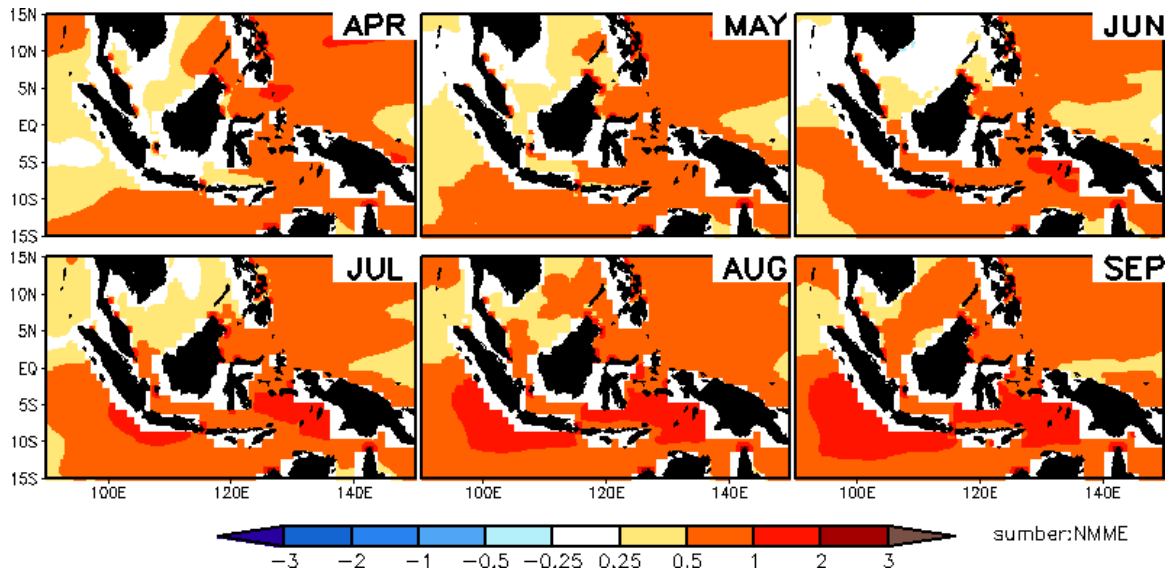 15N
10N
5N
EQ
5S
10S
15S
APR
MAY
JUN
15N
10N
5N
EQ
5S
10S
15S
JUL
AUG
SEP
100E 120E 140E
100E 120E 140E
100E 120E 140E
-3 -2 -1 -0.5 -0.25 0.25 0.5 1 2 3
sumber:NMME